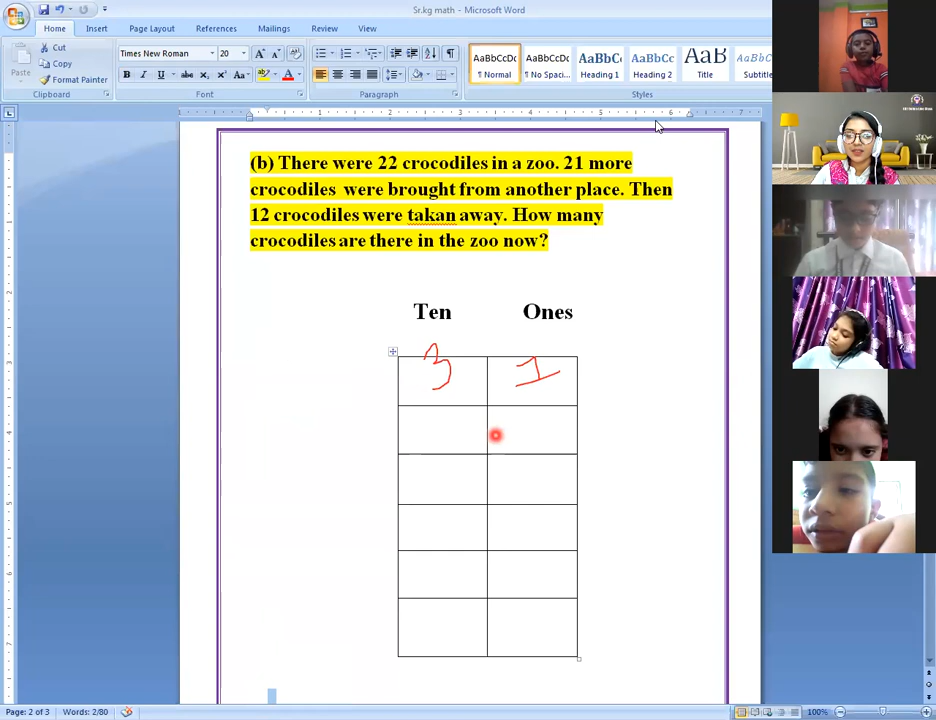 Sr.kg math - Microsoft Word
Home Insert Page Layout References Mailings Review View
Paste
Cut
Copy
Format Painter
Clipboard
Times New Roman 20
Font
Paragraph
AaBbCcDc AaBbCcDc AaBbCc AaBbCc AaB AaBbCc
¶ Normal ¶ No Spaci... Heading 1 Heading 2 Title Subtitle
Styles
(b) There were 22 crocodiles in a zoo. 21 more
crocodiles were brought from another place. Then
12 crocodiles were takan away. How many
crocodiles are there in the zoo now?
Ten Ones
3 1
Page: 2 of 3 Words: 2/80 100%